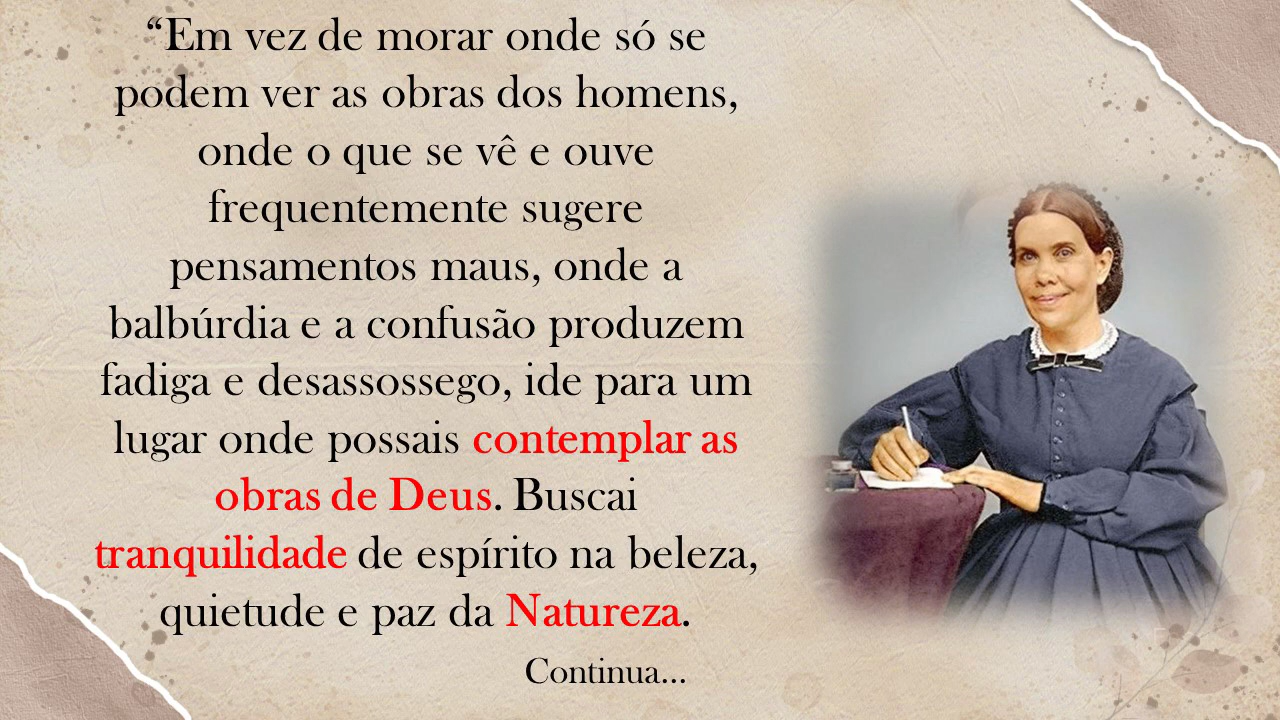 “Em vez de morar onde só se
podem ver as obras dos homens,
onde o que se vê e ouve
frequentemente sugere
pensamentos maus, onde a
balbúrdia e a confusão produzem
fadiga e desassossego, ide para um
lugar onde possais contemplar as
obras de Deus. Buscai
tranquilidade de espírito na beleza,
quietude e paz da Natureza.
Continua...